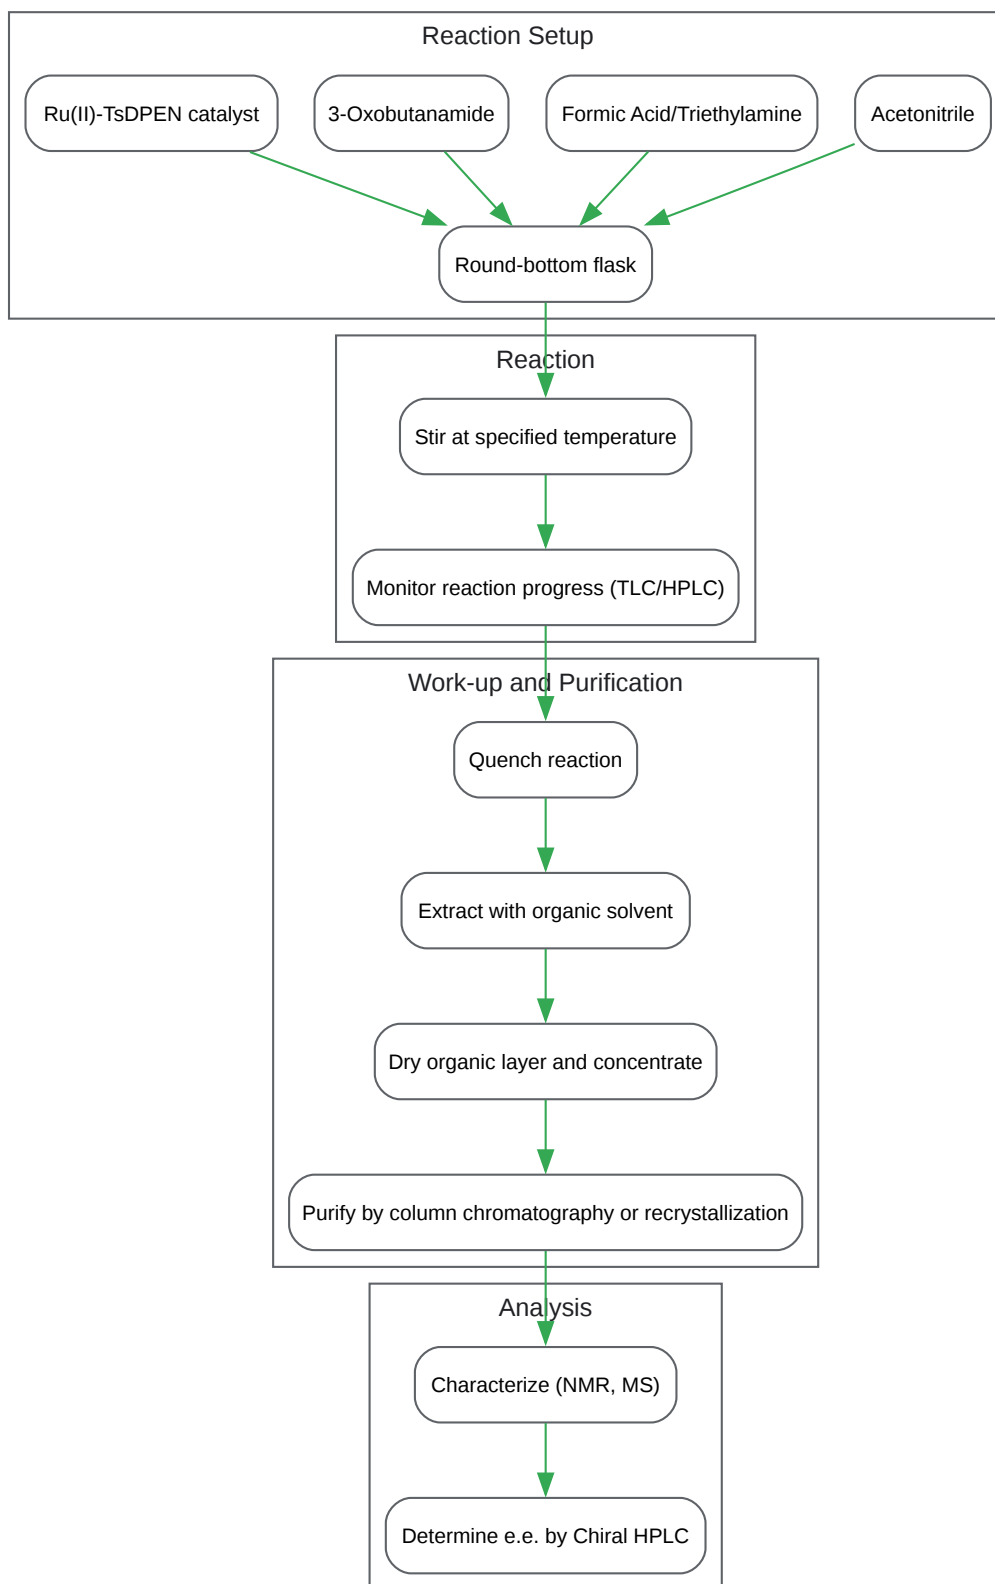 Reaction Setup
Ru(II)-TsDPEN catalyst
3-Oxobutanamide
Formic Acid/Triethylamine
Acetonitrile
Round-bottom flask
Reaction
Stir at specified temperature
Monitor reaction progress (TLC/HPLC)
Work-up and Purification
Quench reaction
Extract with organic solvent
Dry organic layer and concentrate
Purify by column chromatography or recrystallization
Analysis
Characterize (NMR, MS)
Determine e.e. by Chiral HPLC